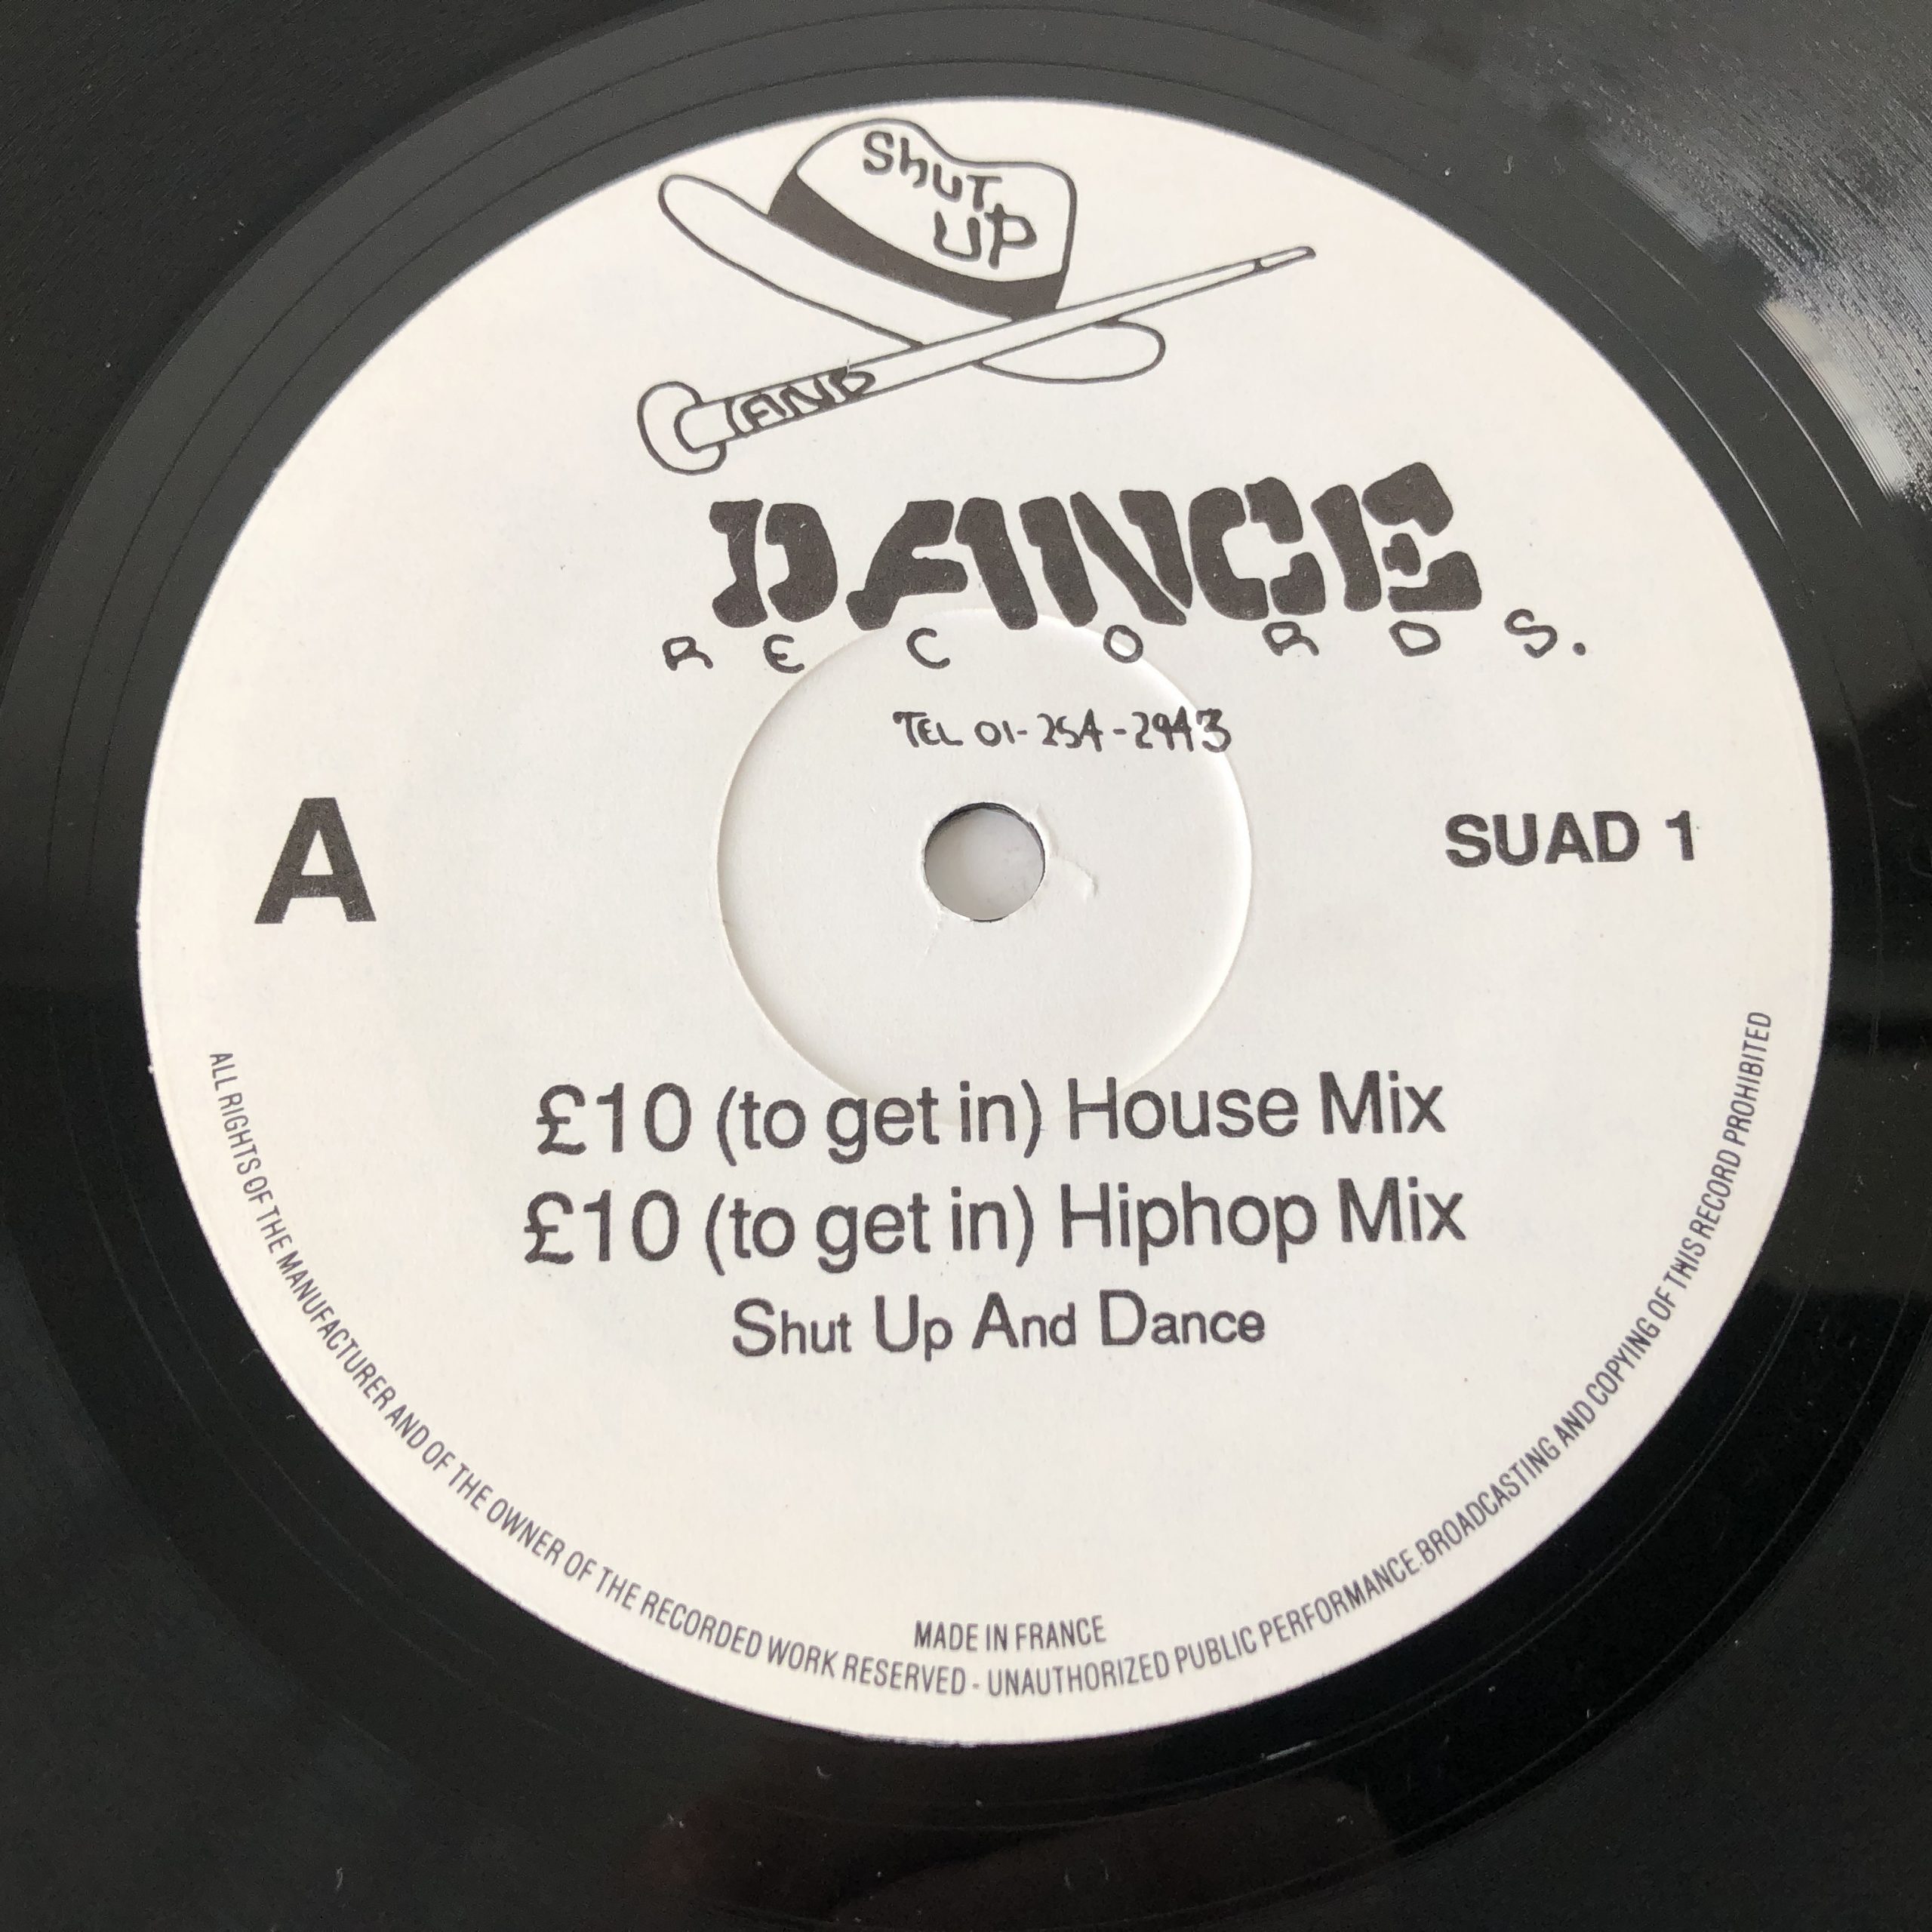 Shut
UP
AND
DANCE
RECORDS.
TEL 01-254-2943
A
SUAD 1
£10 (to get in) House Mix
£10 (to get in) Hiphop Mix
Shut Up And Dance
MADE IN FRANCE
ALL RIGHTS OF THE MANUFACTURER AND OF THE OWNER OF THE RECORDED WORK RESERVED - UNAUTHORIZED PUBLIC PERFORMANCE.BROADCASTING AND COPYING OF THIS RECORD PROHIBITED